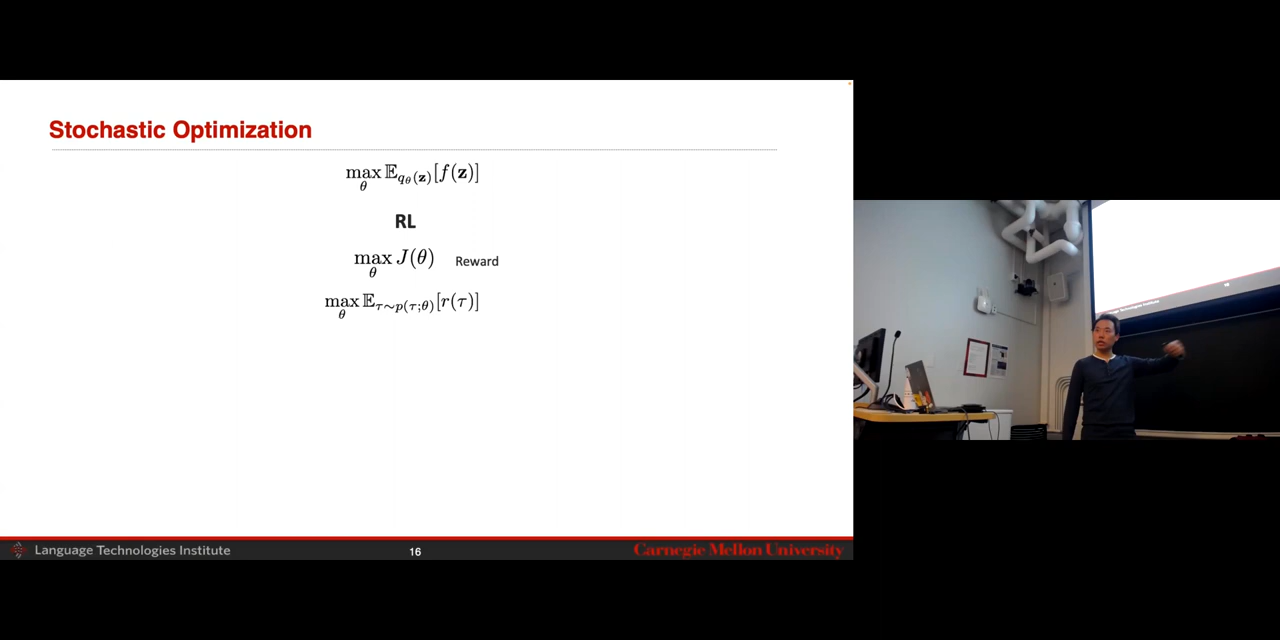 Stochastic Optimization
max_θ 𝔼_{q_θ(𝐳)}[f(𝐳)]
RL
max_θ J(θ) Reward
max_θ 𝔼_{τ∼p(τ;θ)}[r(τ)]
Language Technologies Institute 16 Carnegie Mellon University